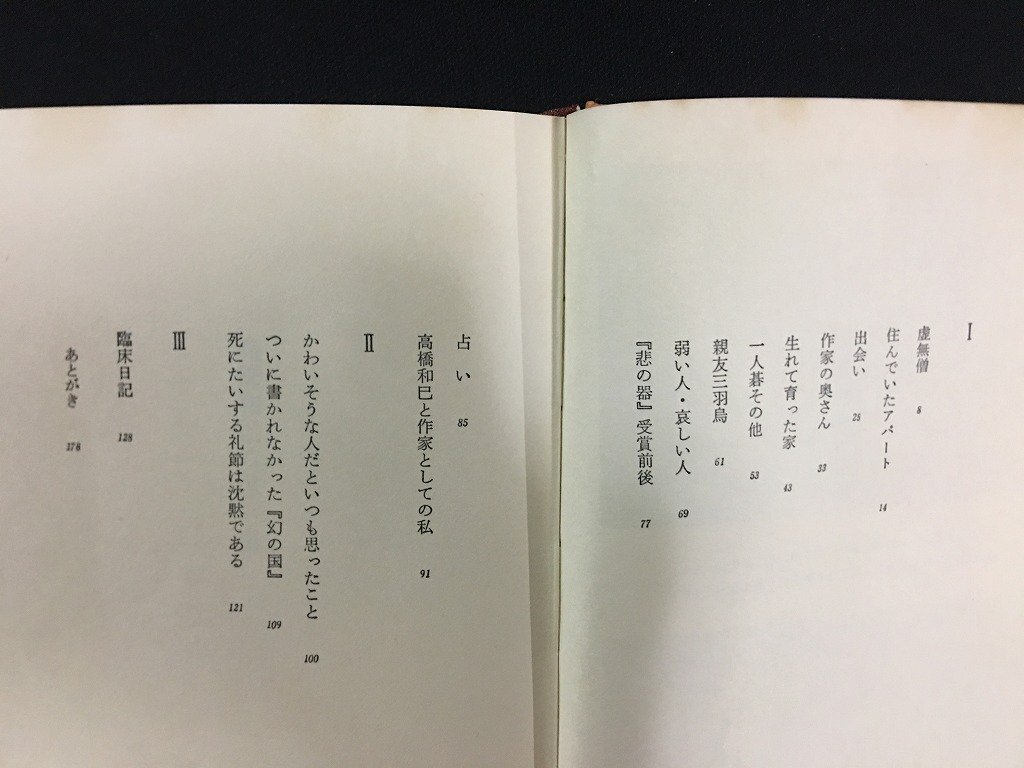 Ⅰ
虚無僧 8
住んでいたアパート 14
出会い 25
作家の奥さん 33
生れて育った家 43
一人碁その他 53
親友三羽烏 61
弱い人・哀しい人 69
『悲の器』受賞前後 77
占い 85
高橋和巳と作家としての私 91
Ⅱ
かわいそうな人だといつも思ったこと 100
ついに書かれなかった『幻の国』 109
死にたいする礼節は沈黙である 121
Ⅲ
臨床日記 128
あとがき 178